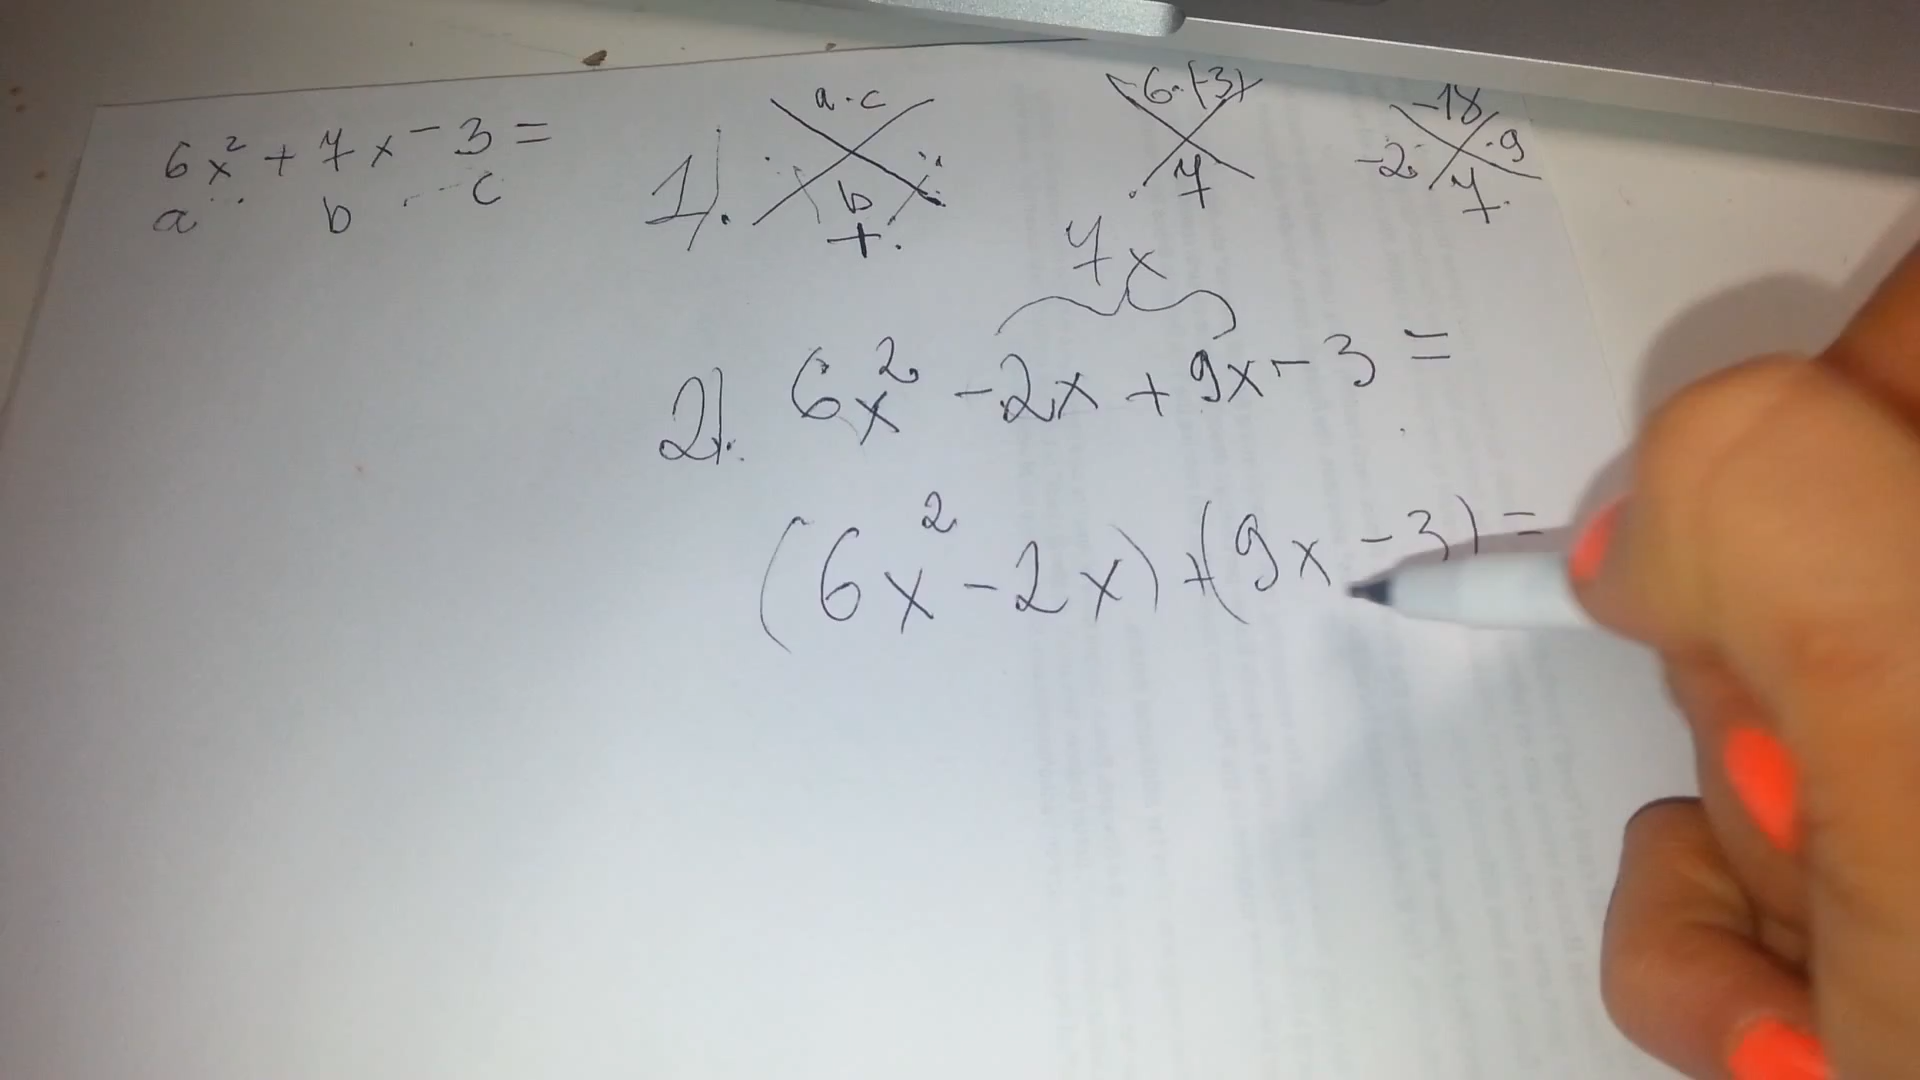 6x² + 7x - 3 =
a b c
1). a·c
b
+
-6·(-3)
7
-18
-2 ·9
7
7x
2). 6x² - 2x + 9x - 3 =
(6x² - 2x) + (9x - 3) =